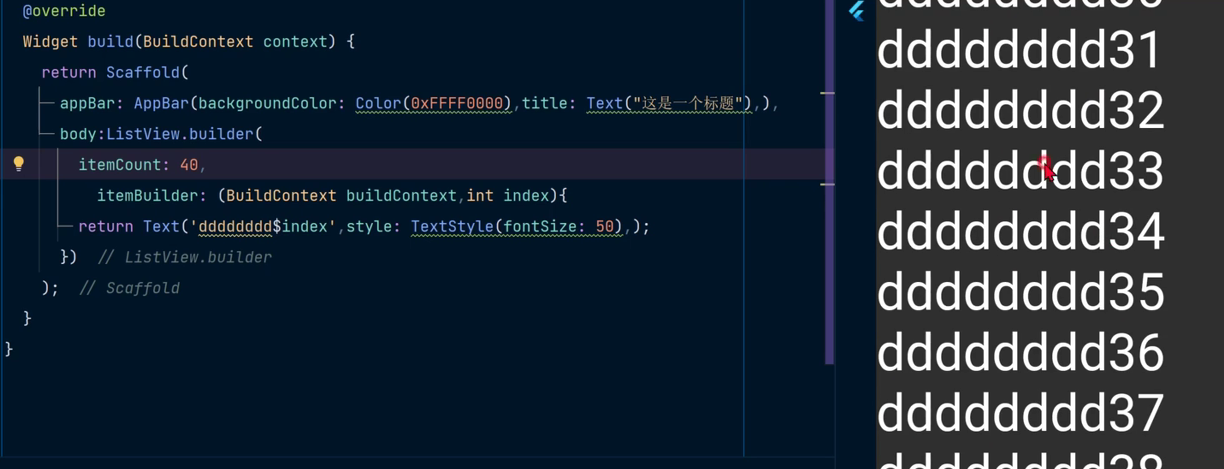 @override
Widget build(BuildContext context) {
return Scaffold(
appBar: AppBar(backgroundColor: Color(0xFFFF0000),title: Text("这是一个标题"),),
body:ListView.builder(
itemCount: 40,
itemBuilder: (BuildContext buildContext,int index){
return Text('dddddddd$index',style: TextStyle(fontSize: 50),);
}) // ListView.builder
); // Scaffold
}
}
dddddddd31
dddddddd32
dddddddd33
dddddddd34
dddddddd35
dddddddd36
dddddddd37